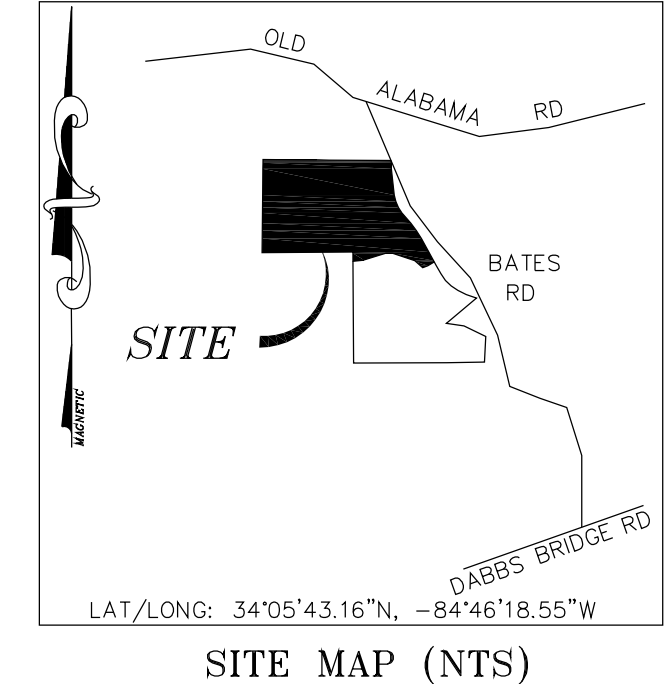 OLD
ALABAMA RD
BATES
RD
SITE
MAGNETIC
DABBS BRIDGE RD
LAT/LONG: 34°05'43.16"N, -84°46'18.55"W
SITE MAP (NTS)